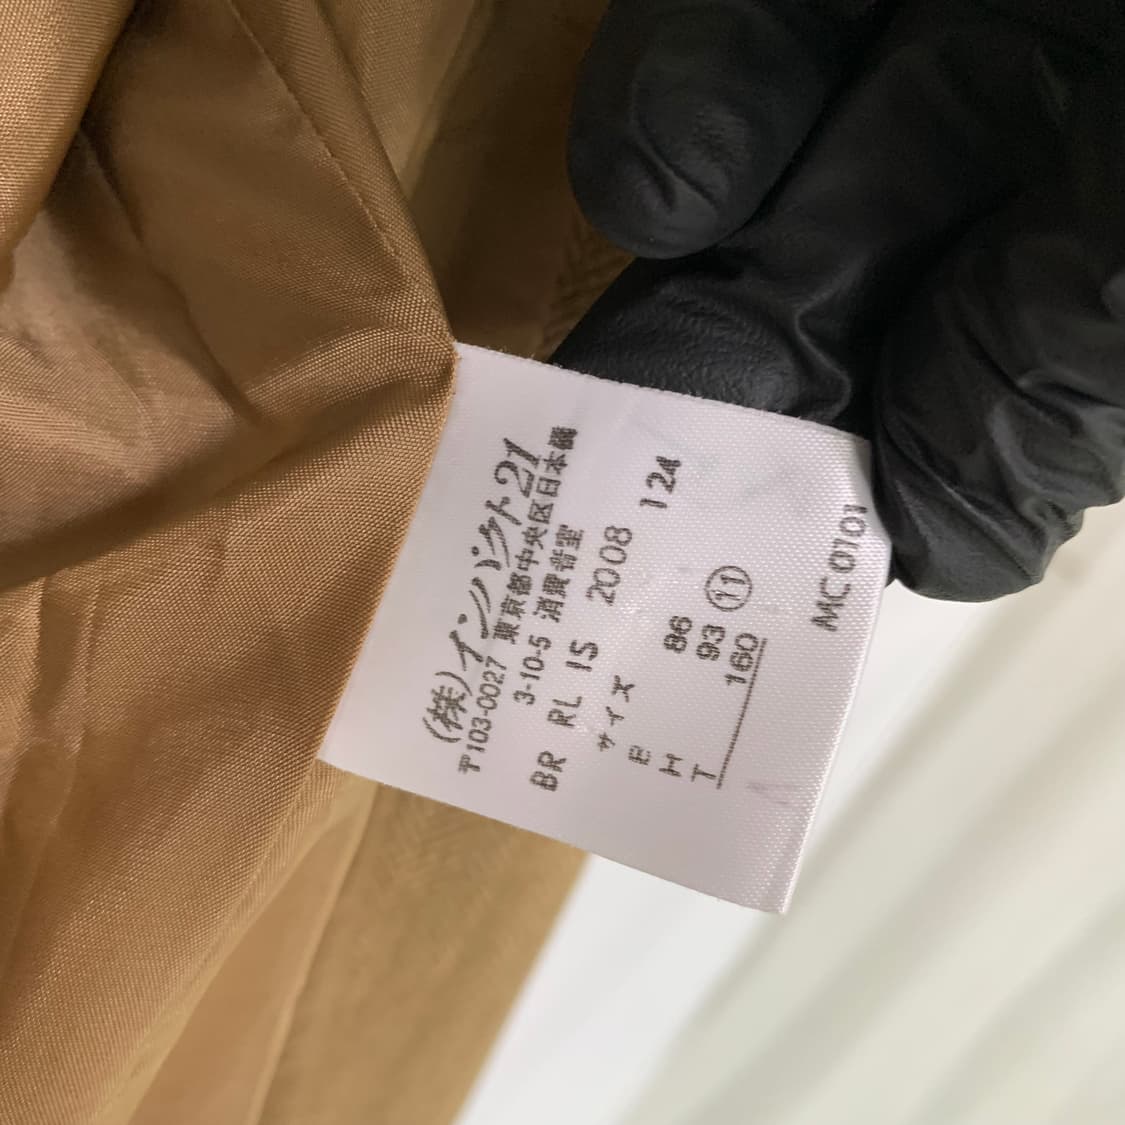 (株)インパクト21
〒103-0027 東京都中央区日本橋
3-10-5 消費者室
BR RL IS 2008 124
サイズ
B 86
H 93 ⑪
T 160
MC0101